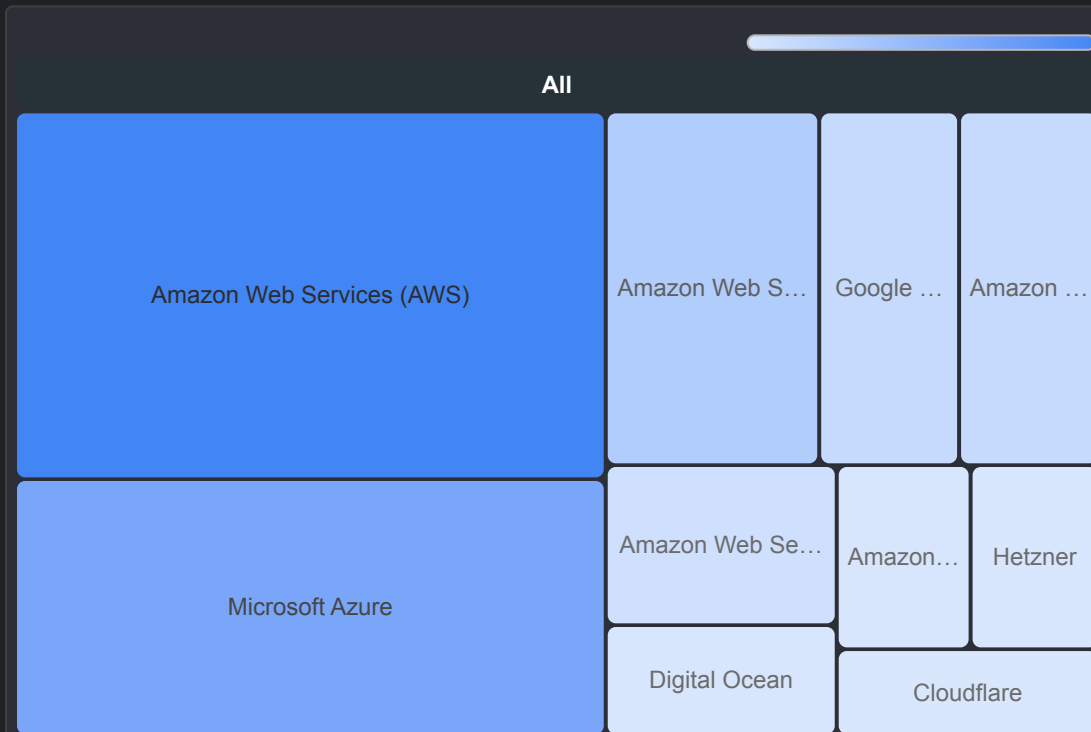 All
Amazon Web Services (AWS)
Amazon Web S…
Google …
Amazon …
Amazon Web Se…
Amazon…
Hetzner
Microsoft Azure
Digital Ocean
Cloudflare